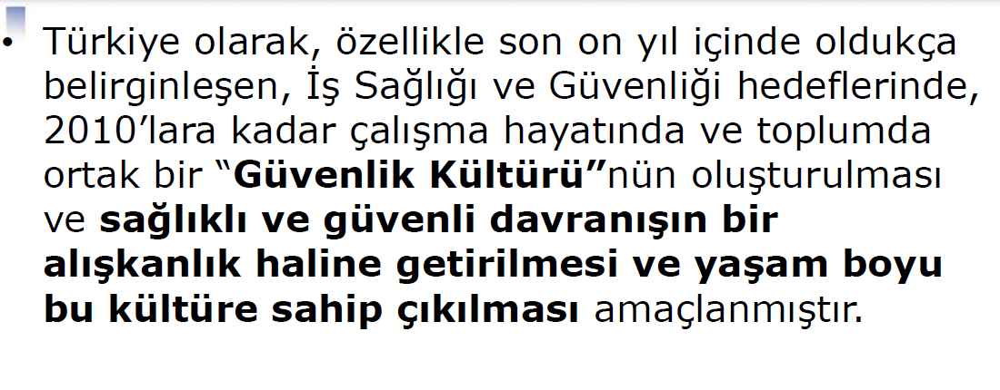 • Türkiye olarak, özellikle son on yıl içinde oldukça
belirginleşen, İş Sağlığı ve Güvenliği hedeflerinde,
2010’lara kadar çalışma hayatında ve toplumda
ortak bir “Güvenlik Kültürü”nün oluşturulması
ve sağlıklı ve güvenli davranışın bir
alışkanlık haline getirilmesi ve yaşam boyu
bu kültüre sahip çıkılması amaçlanmıştır.